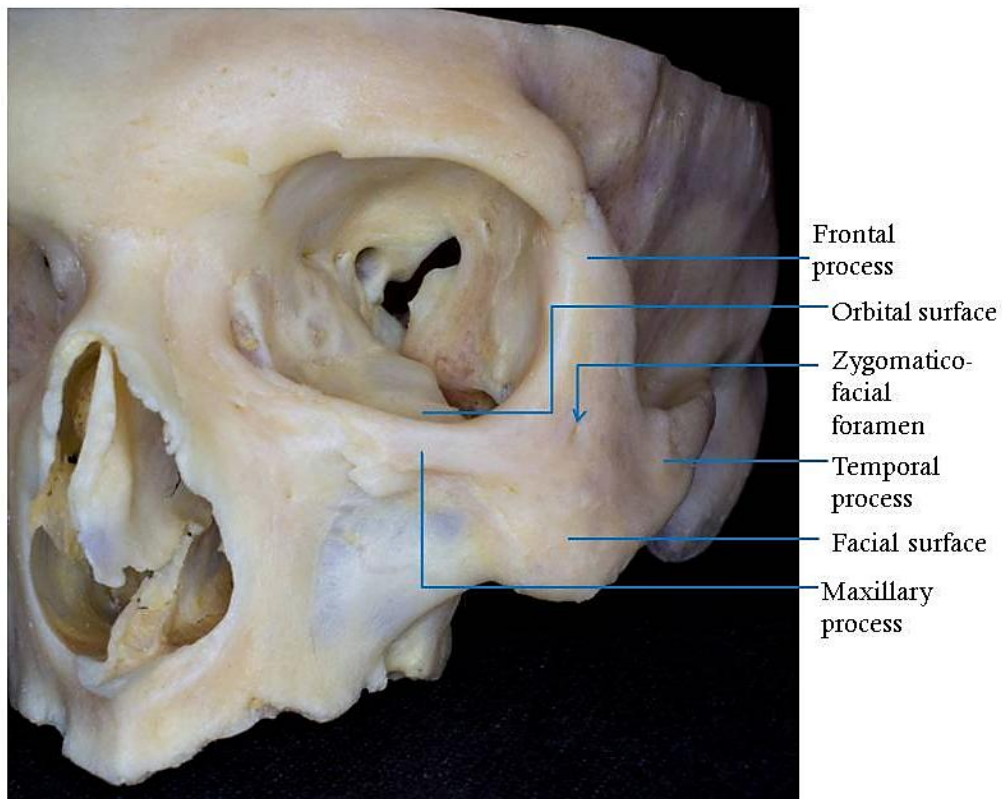 Frontal
process
Orbital surface
Zygomatico-
facial
foramen
Temporal
process
Facial surface
Maxillary
process